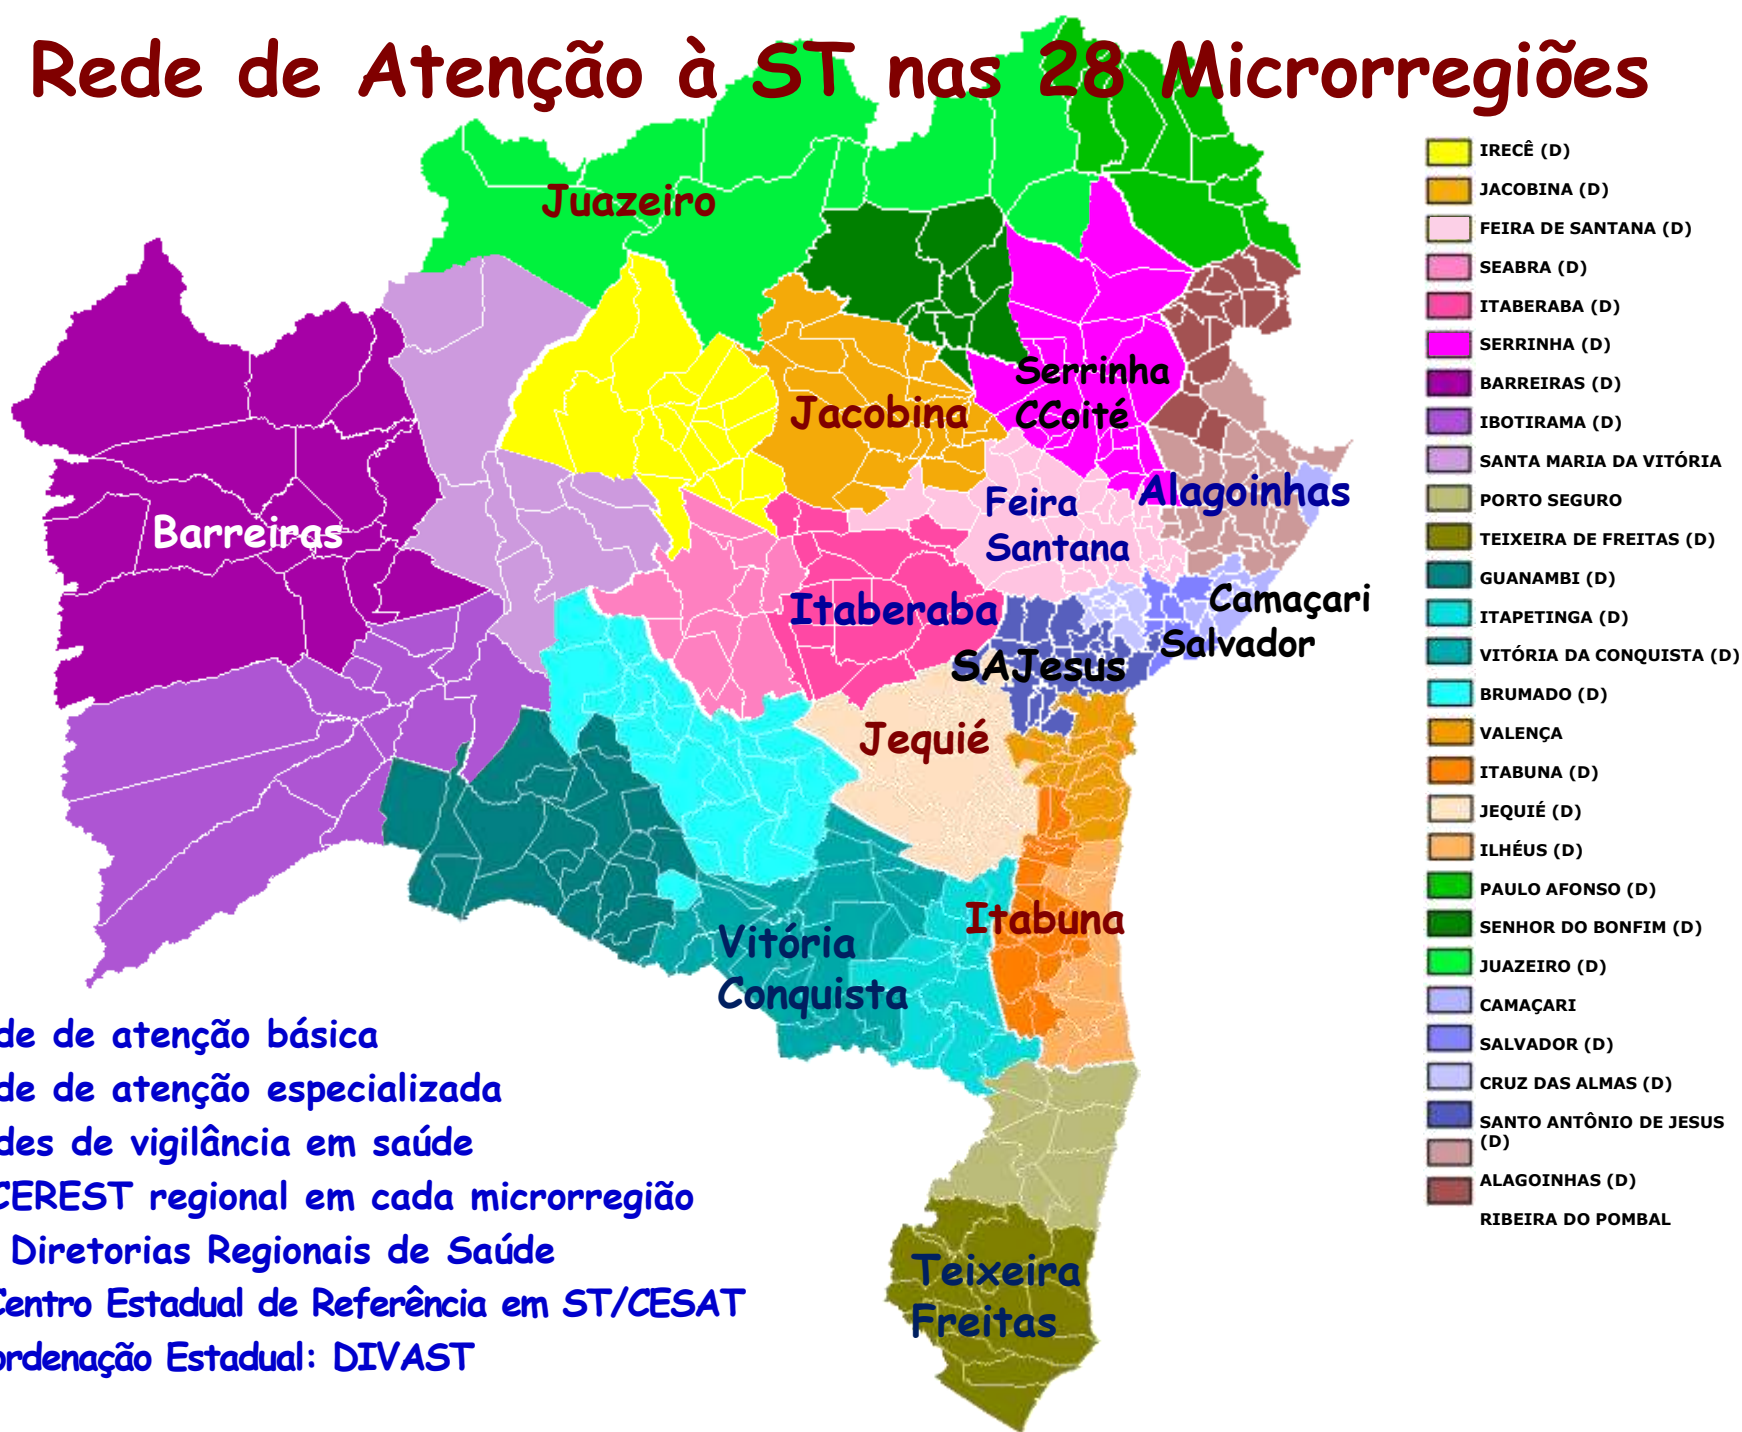 Rede de Atenção à ST nas 28 Microrregiões
Juazeiro
Serrinha
CCoité
Jacobina
Feira
Santana
Alagoinhas
Barreiras
Itaberaba
Camaçari
Salvador
SAJesus
Jequié
Itabuna
Vitória
Conquista
Teixeira
Freitas
IRECÊ (D)
JACOBINA (D)
FEIRA DE SANTANA (D)
SEABRA (D)
ITABERABA (D)
SERRINHA (D)
BARREIRAS (D)
IBOTIRAMA (D)
SANTA MARIA DA VITÓRIA
PORTO SEGURO
TEIXEIRA DE FREITAS (D)
GUANAMBI (D)
ITAPETINGA (D)
VITÓRIA DA CONQUISTA (D)
BRUMADO (D)
VALENÇA
ITABUNA (D)
JEQUIÉ (D)
ILHÉUS (D)
PAULO AFONSO (D)
SENHOR DO BONFIM (D)
JUAZEIRO (D)
CAMAÇARI
SALVADOR (D)
CRUZ DAS ALMAS (D)
SANTO ANTÔNIO DE JESUS
(D)
ALAGOINHAS (D)
RIBEIRA DO POMBAL
de de atenção básica
de de atenção especializada
des de vigilância em saúde
CEREST regional em cada microrregião
Diretorias Regionais de Saúde
Centro Estadual de Referência em ST/CESAT
ordenação Estadual: DIVAST